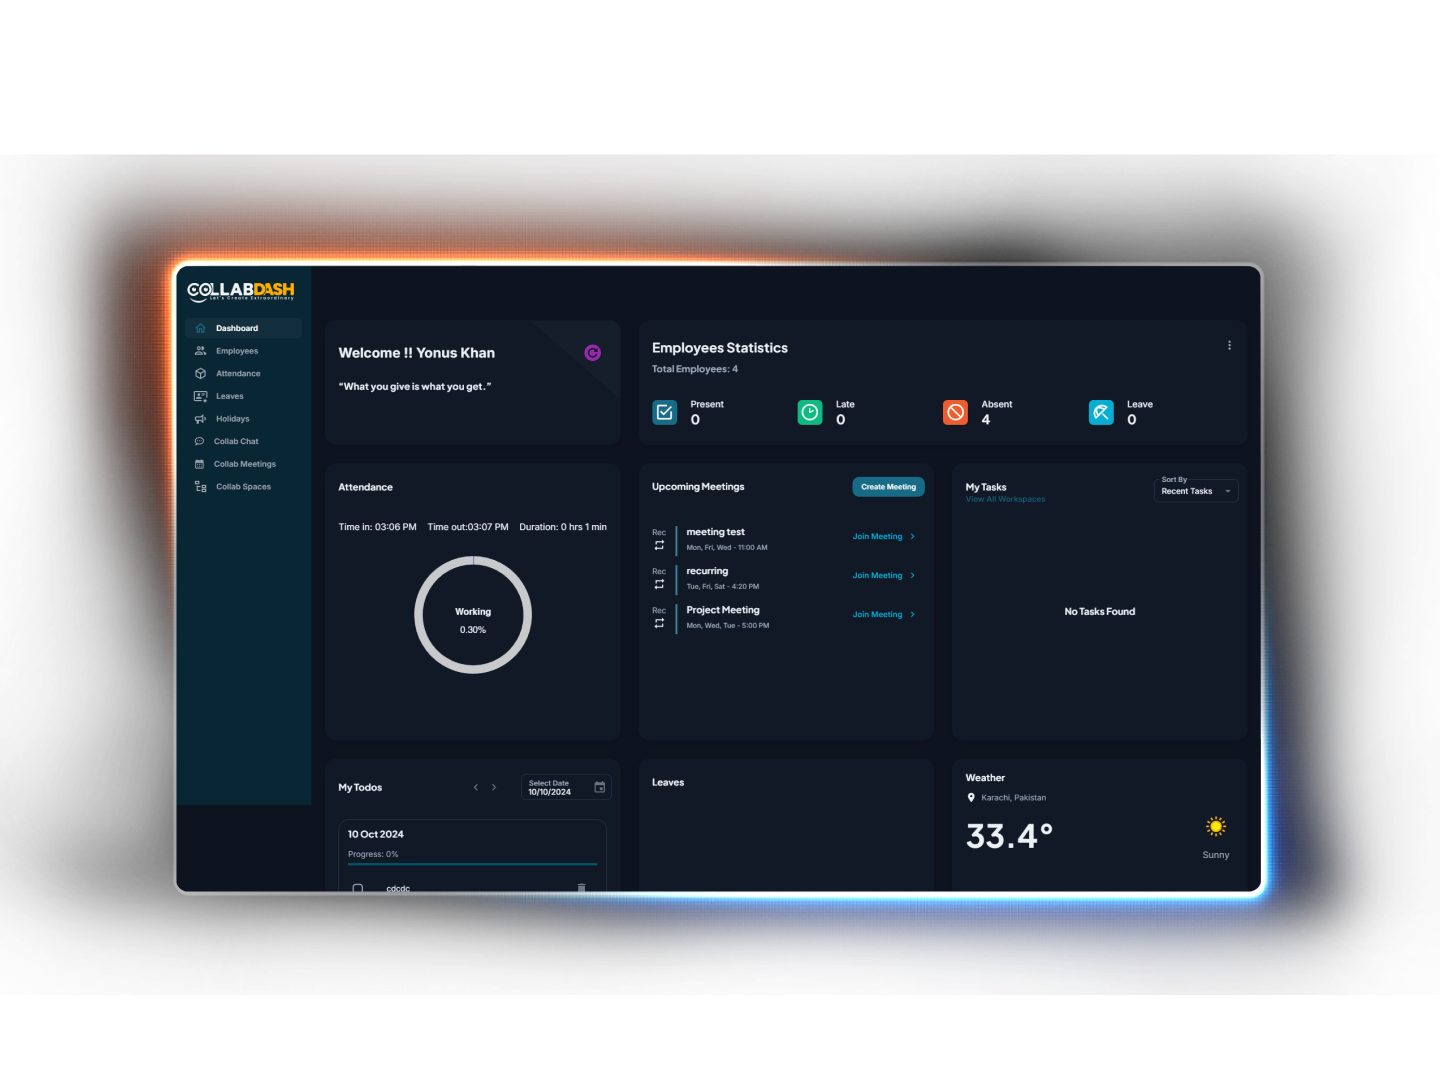 COLLABDASH
Let's Create Extraordinary
Dashboard
Employees
Attendance
Leaves
Holidays
Collab Chat
Collab Meetings
Collab Spaces
Welcome !! Yonus Khan
“What you give is what you get.”
Employees Statistics
Total Employees: 4
Present
0
Late
0
Absent
4
Leave
0
Attendance
Time in: 03:06 PM Time out:03:07 PM Duration: 0 hrs 1 min
Working
0.30%
Upcoming Meetings
Create Meeting
Rec
meeting test
Mon, Fri, Wed - 11:00 AM
Join Meeting
Rec
recurring
Tue, Fri, Sat - 4:20 PM
Join Meeting
Rec
Project Meeting
Mon, Wed, Tue - 5:00 PM
Join Meeting
My Tasks
View All Workspaces
Sort By
Recent Tasks
No Tasks Found
My Todos
Select Date
10/10/2024
10 Oct 2024
Progress: 0%
cdcdc
Leaves
Weather
Karachi, Pakistan
33.4°
Sunny